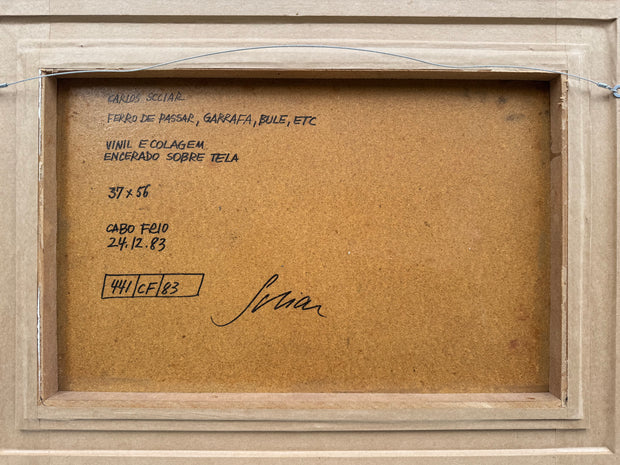 CARLOS SCLIAR
FERRO DE PASSAR, GARRAFA, BULE, ETC
VINIL E COLAGEM
ENCERADO SOBRE TELA
37 x 56
CABO FRIO
24.12.83
441 CF 83
Scliar